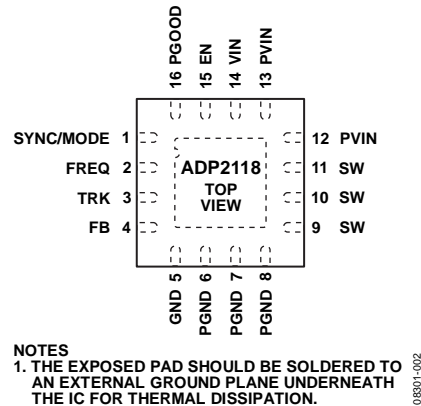 16 PGOOD
15 EN
14 VIN
13 PVIN
SYNC/MODE 1
FREQ 2
TRK 3
FB 4
ADP2118
TOP
VIEW
12 PVIN
11 SW
10 SW
9 SW
GND 5
PGND 6
PGND 7
PGND 8
NOTES
1. THE EXPOSED PAD SHOULD BE SOLDERED TO
AN EXTERNAL GROUND PLANE UNDERNEATH
THE IC FOR THERMAL DISSIPATION.
08301-002